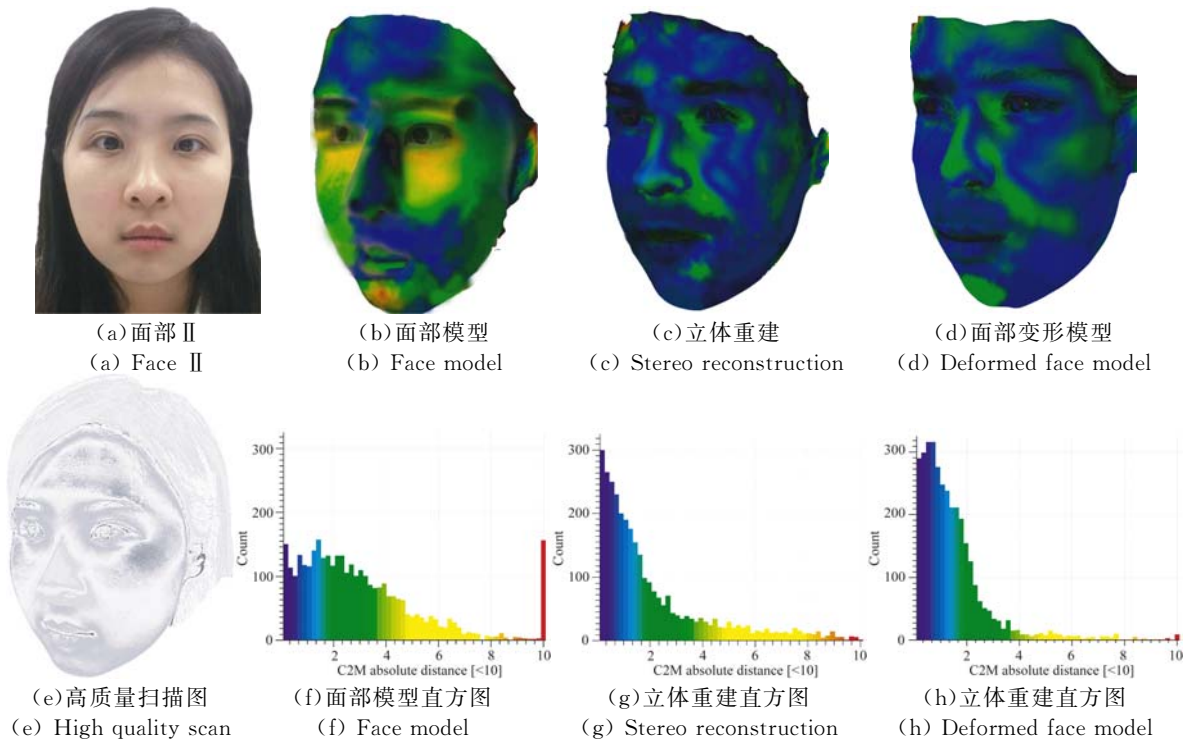 (a)面部Ⅱ
(a) Face Ⅱ
(b)面部模型
(b) Face model
(c)立体重建
(c) Stereo reconstruction
(d)面部变形模型
(d) Deformed face model
(e)高质量扫描图
(e) High quality scan
300
200
100
0
Count
2 4 6 8 10
C2M absolute distance [<10]
(f)面部模型直方图
(f) Face model
300
200
100
0
Count
2 4 6 8 10
C2M absolute distance [<10]
(g)立体重建直方图
(g) Stereo reconstruction
300
200
100
0
Count
2 4 6 8 10
C2M absolute distance [<10]
(h)立体重建直方图
(h) Deformed face model